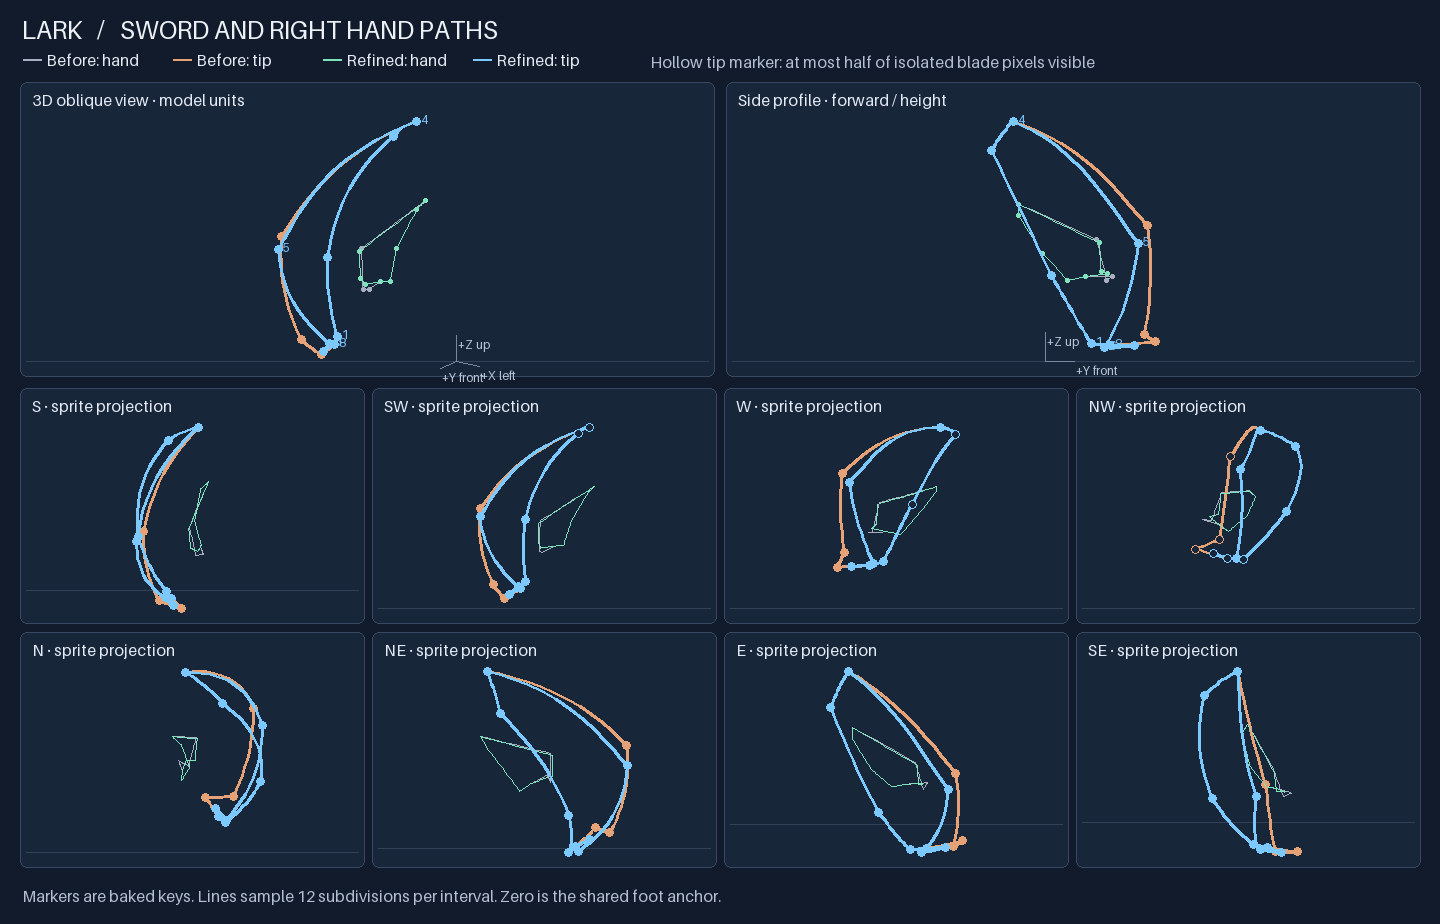 LARK / SWORD AND RIGHT HAND PATHS
Before: hand Before: tip Refined: hand Refined: tip Hollow tip marker: at most half of isolated blade pixels visible
3D oblique view · model units
4
5
1
8
+Z up
+Y front
+X left
Side profile · forward / height
4
5
1
8
+Z up
+Y front
S · sprite projection
SW · sprite projection
W · sprite projection
NW · sprite projection
N · sprite projection
NE · sprite projection
E · sprite projection
SE · sprite projection
Markers are baked keys. Lines sample 12 subdivisions per interval. Zero is the shared foot anchor.